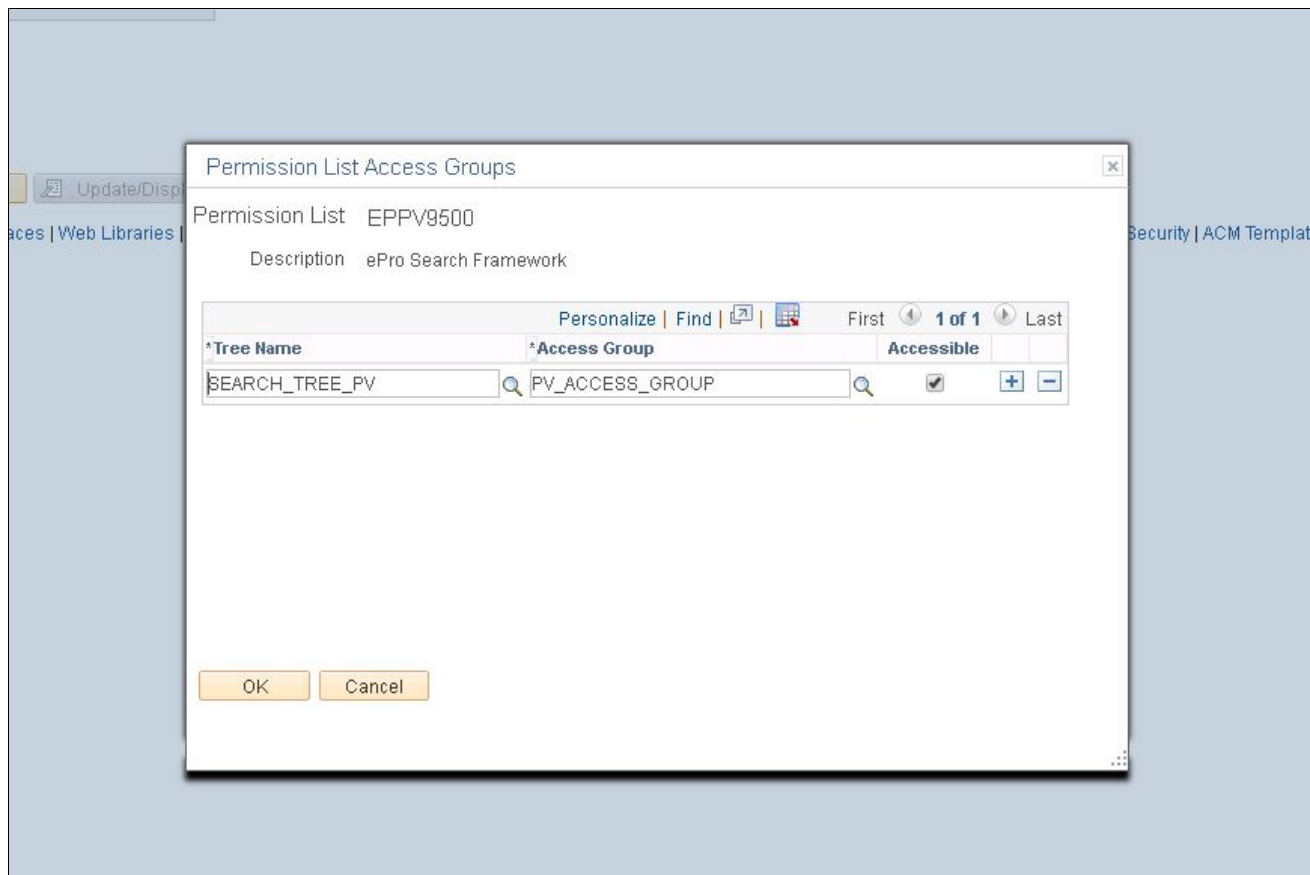 Permission List Access Groups
Update/Disp
Permission List EPPV9500
aces | Web Libraries |
Security | ACM Templat
Description ePro Search Framework
Personalize | Find | | First 1 of 1 Last
*Tree Name *Access Group Accessible
SEARCH_TREE_PV PV_ACCESS_GROUP
OK Cancel